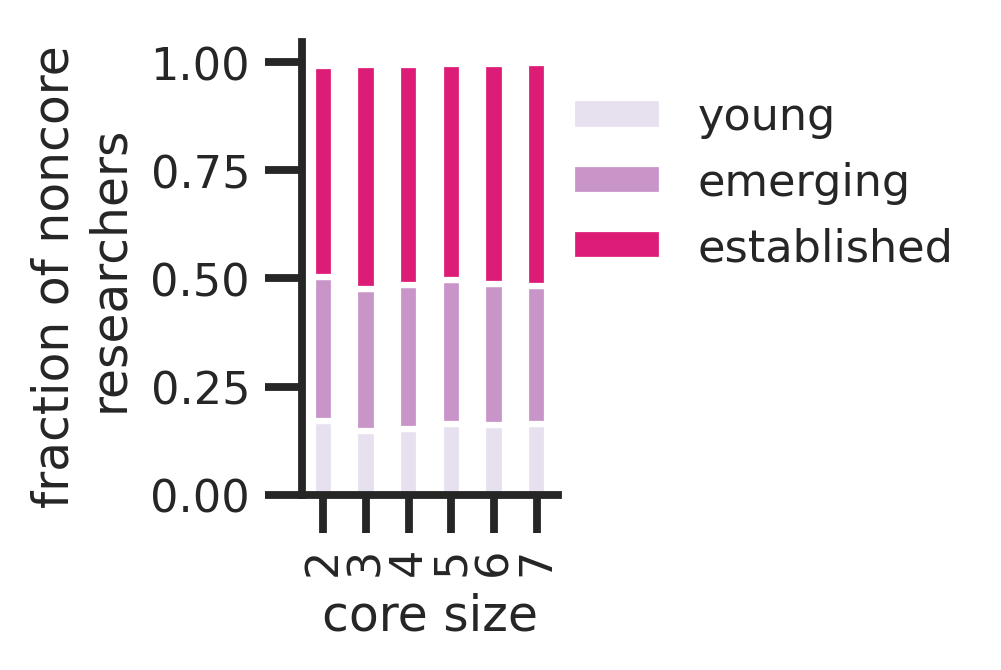 fraction of noncore
researchers
1.00
0.75
0.50
0.25
0.00
2 3 4 5 6 7
core size
young
emerging
established